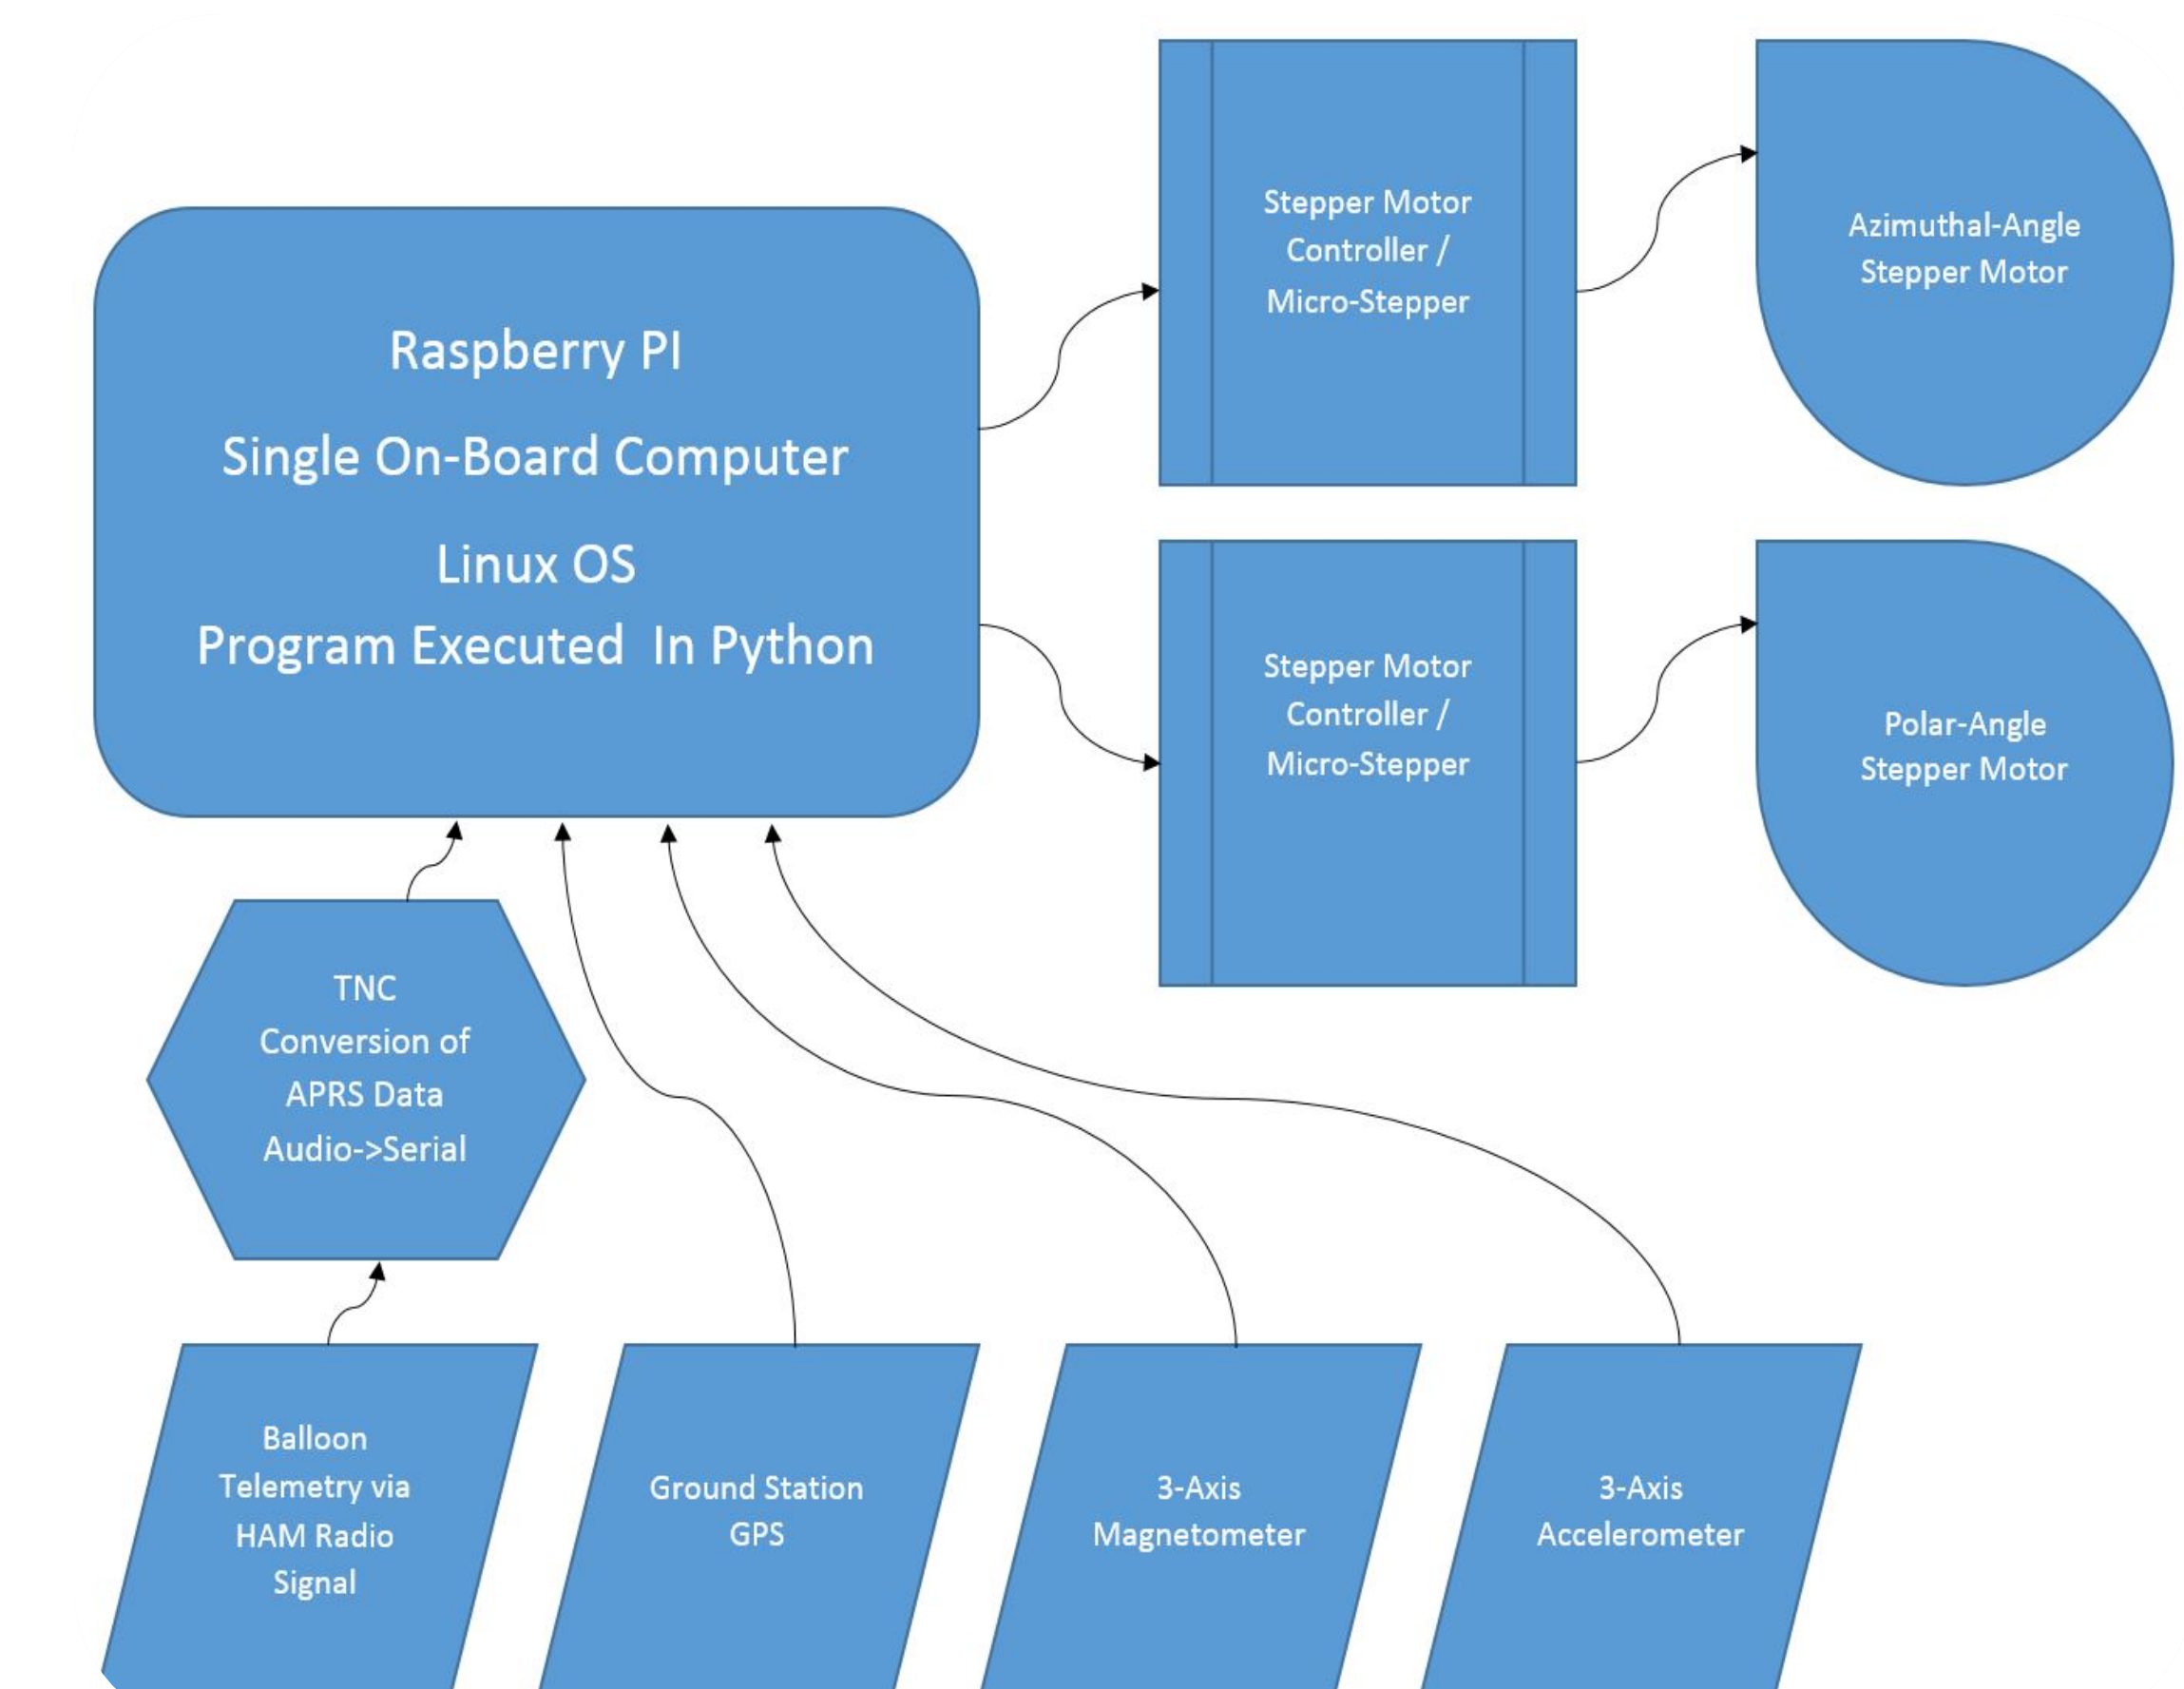 Raspberry PI
Single On-Board Computer
Linux OS
Program Executed  In Python
Stepper Motor
Controller /
Micro-Stepper
Azimuthal-Angle
Stepper Motor
Stepper Motor
Controller /
Micro-Stepper
Polar-Angle
Stepper Motor
TNC
Conversion of
APRS Data
Audio->Serial
Balloon
Telemetry via
HAM Radio
Signal
Ground Station
GPS
3-Axis
Magnetometer
3-Axis
Accelerometer